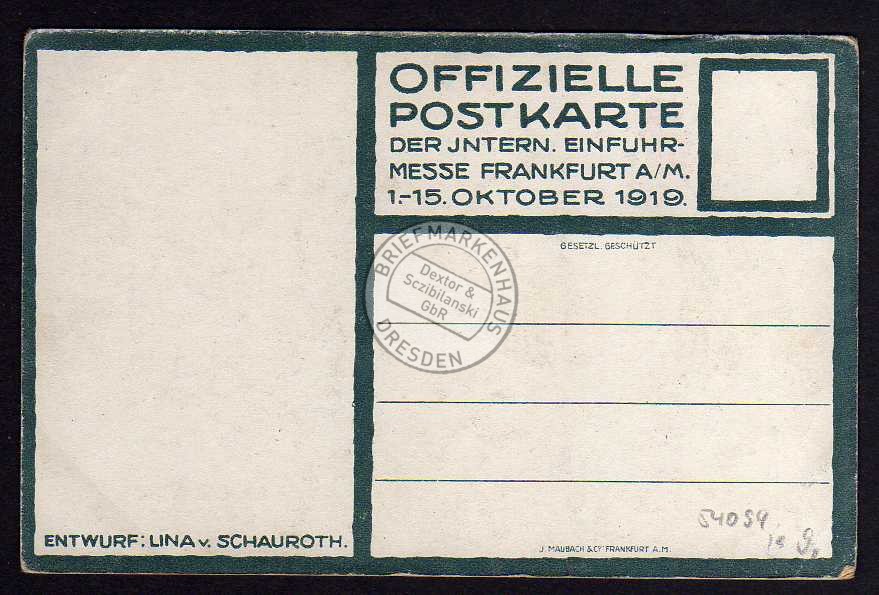 OFFIZIELLE
POSTKARTE
DER JNTERN. EINFUHR-
MESSE FRANKFURT A/M.
1.-15. OKTOBER 1919.
GESETZL. GESCHÜTZT
BRIEFMARKENHAUS
Dextor &
Sczibilanski
GbR
DRESDEN
ENTWURF: LINA v. SCHAUROTH.
54094
J. MAUBACH & Cº FRANKFURT A.M.